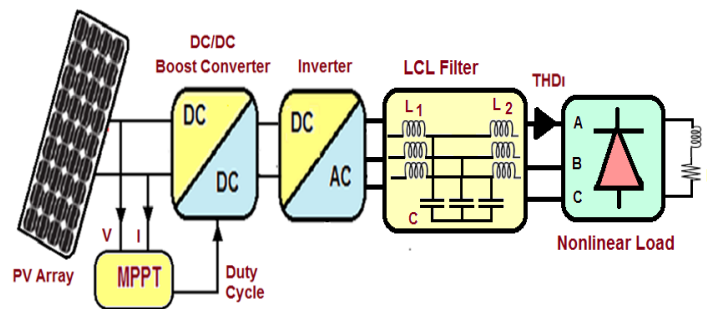 DC/DC
Boost Converter
Inverter
LCL Filter
THDI
DC
DC
DC
AC
L1
L2
C
A
B
C
V
I
MPPT
Duty
Cycle
PV Array
Nonlinear Load